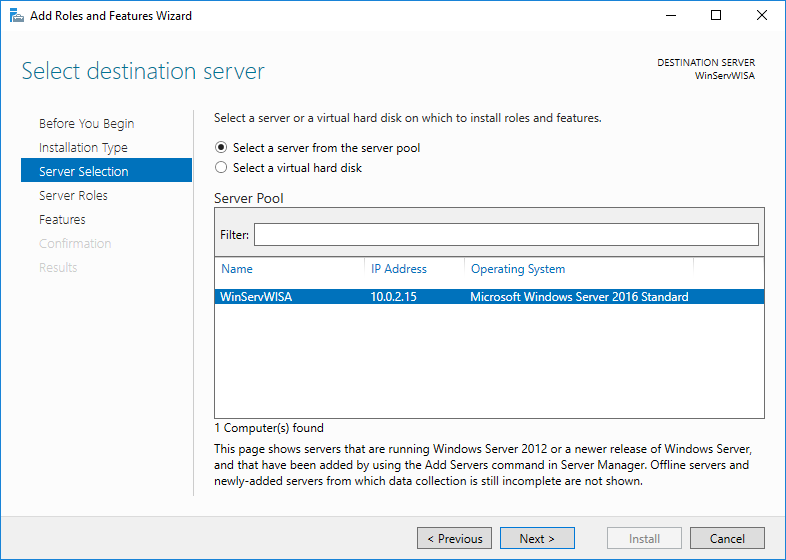 Add Roles and Features Wizard
Select destination server
DESTINATION SERVER
WinServWISA
Before You Begin
Installation Type
Server Selection
Server Roles
Features
Confirmation
Results
Select a server or a virtual hard disk on which to install roles and features.
Select a server from the server pool
Select a virtual hard disk
Server Pool
Filter:
Name IP Address Operating System
WinServWISA 10.0.2.15 Microsoft Windows Server 2016 Standard
1 Computer(s) found
This page shows servers that are running Windows Server 2012 or a newer release of Windows Server,
and that have been added by using the Add Servers command in Server Manager. Offline servers and
newly-added servers from which data collection is still incomplete are not shown.
< Previous Next > Install Cancel